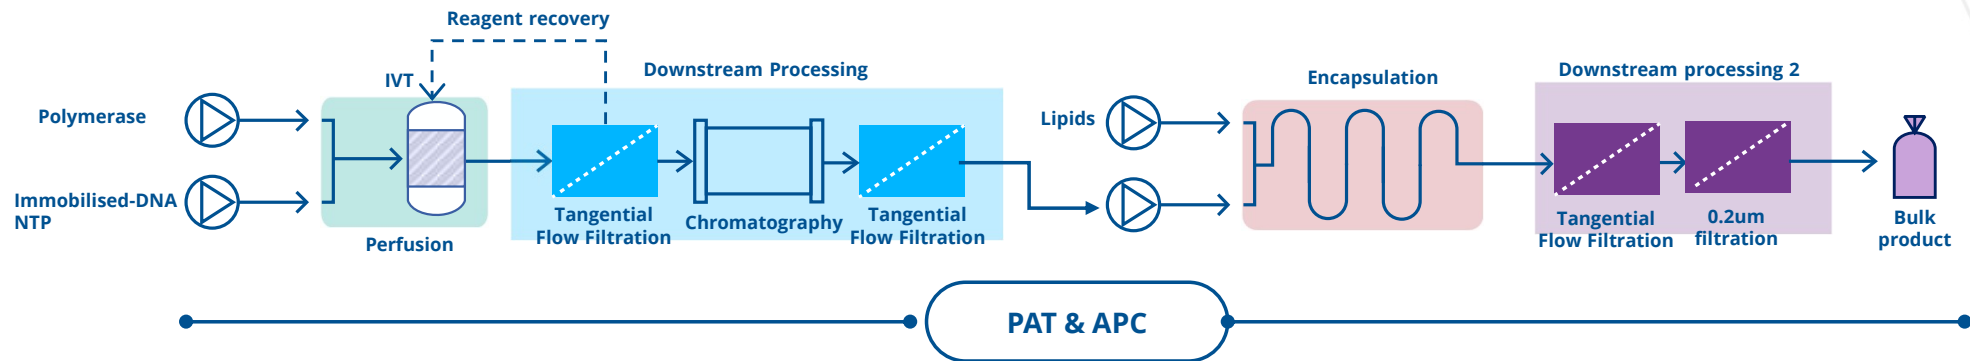 Reagent recovery
IVT
Downstream Processing
Encapsulation
Downstream processing 2
Polymerase
Lipids
Immobilised-DNA
NTP
Perfusion
Tangential
Flow Filtration
Chromatography
Tangential
Flow Filtration
Tangential
Flow Filtration
0.2um
filtration
Bulk
product
PAT & APC